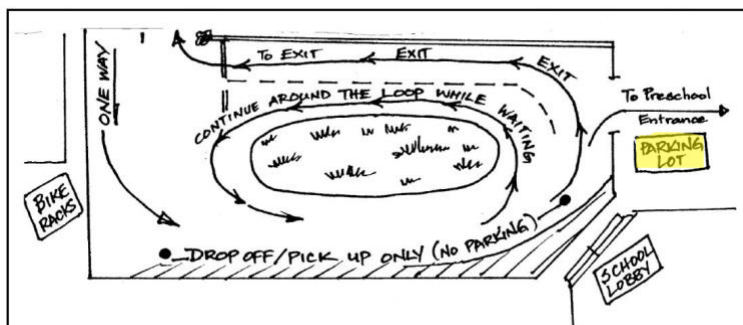 ONE WAY
TO EXIT
EXIT
EXIT
CONTINUE AROUND THE LOOP WHILE WAITING
To Preschool
Entrance
PARKING
LOT
BIKE
RACKS
DROP OFF/PICK UP ONLY (NO PARKING)
SCHOOL
LOBBY